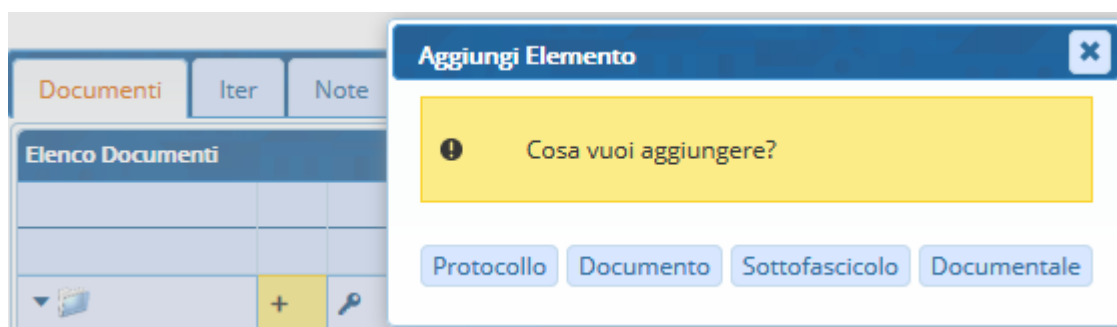 Aggiungi Elemento
Documenti Iter Note
Elenco Documenti
Cosa vuoi aggiungere?
Protocollo Documento Sottofascicolo Documentale
+